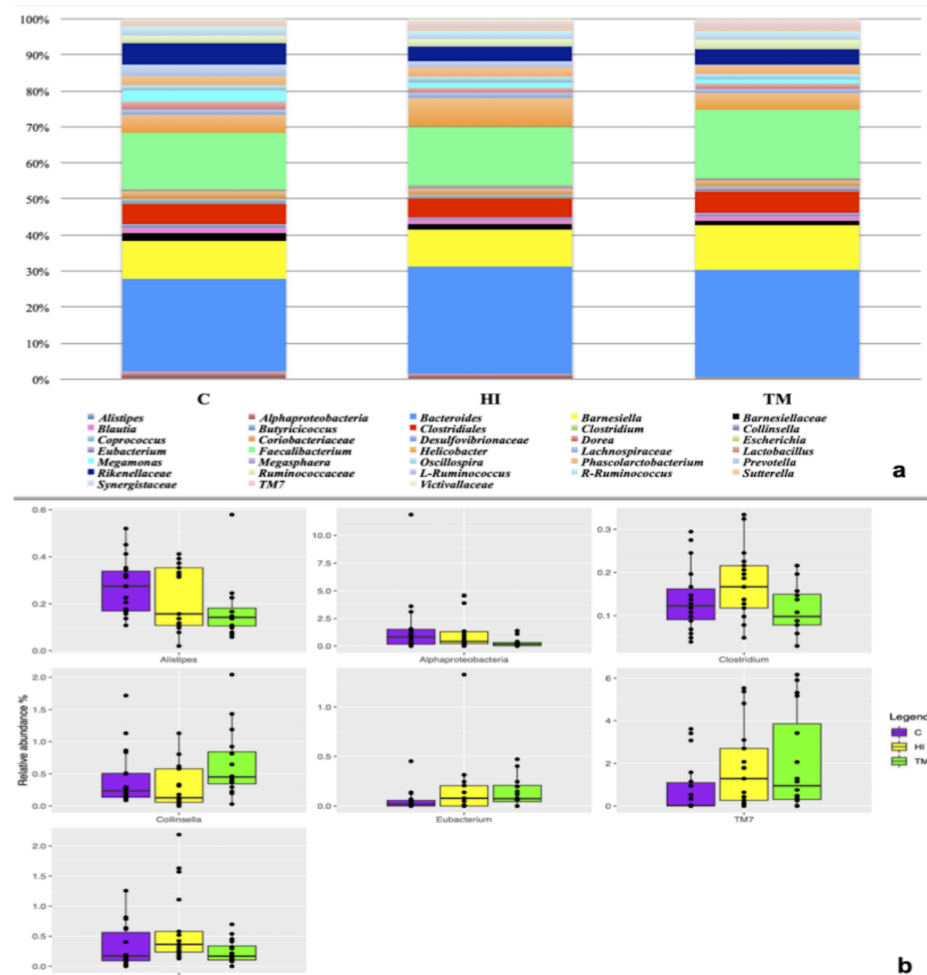 100%
90%
80%
70%
60%
50%
40%
30%
20%
10%
0%
C HI TM
Alistipes Alphaproteobacteria Bacteroides Barnesiella Barnesiellaceae
Blautia Butyricicoccus Clostridiales Clostridium Collinsella
Coprococcus Coriobacteriaceae Desulfovibrionaceae Dorea Escherichia
Eubacterium Faecalibacterium Helicobacter Lachnospiraceae Lactobacillus
Megamonas Megasphaera Oscillospira Phascolarctobacterium Prevotella
Rikenellaceae Ruminococcaceae L-Ruminococcus R-Ruminococcus Sutterella
Synergistaceae TM7 Victivallaceae
a
0.6
0.4
0.2
0.0
Alistipes
10.0
7.5
5.0
2.5
0.0
Alphaproteobacteria
0.3
0.2
0.1
Clostridium
Relative abundance %
2.0
1.5
1.0
0.5
0.0
Collinsella
1.0
0.5
0.0
Eubacterium
6
4
2
0
TM7
Legend
C
HI
TM
2.0
1.5
1.0
0.5
0.0
b